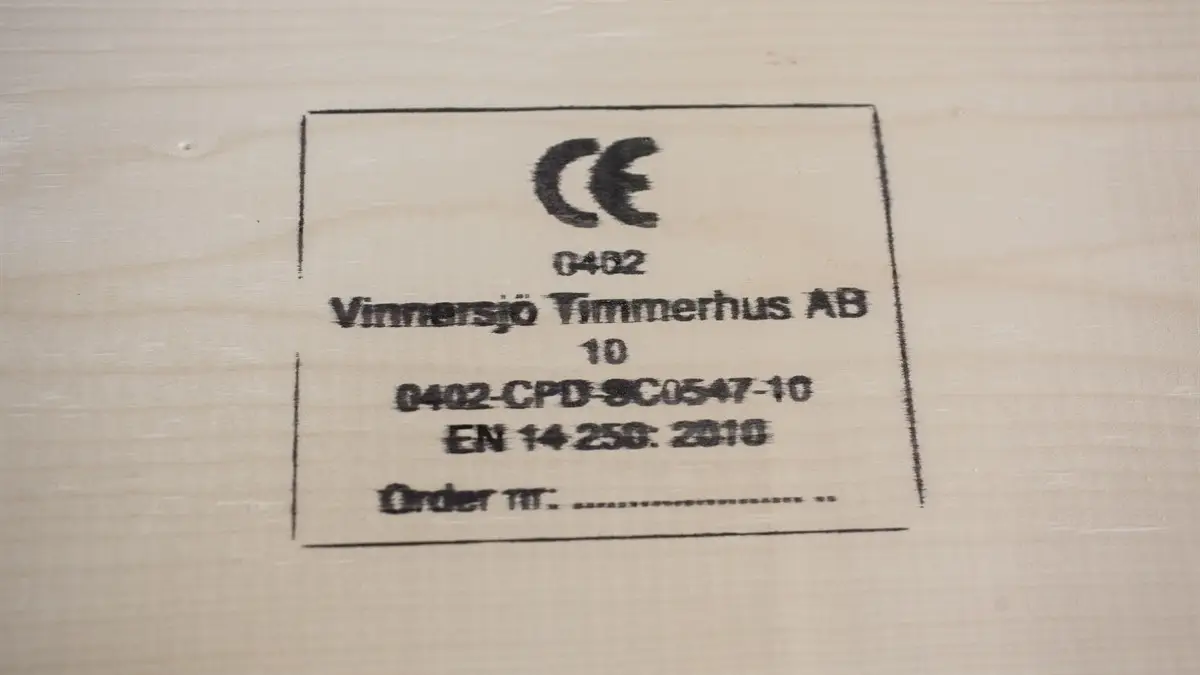 CE
0402
Vinnersjö Timmerhus AB
10
0402-CPD-SC0547-10
EN 14 250: 2010
Order nr: ........................